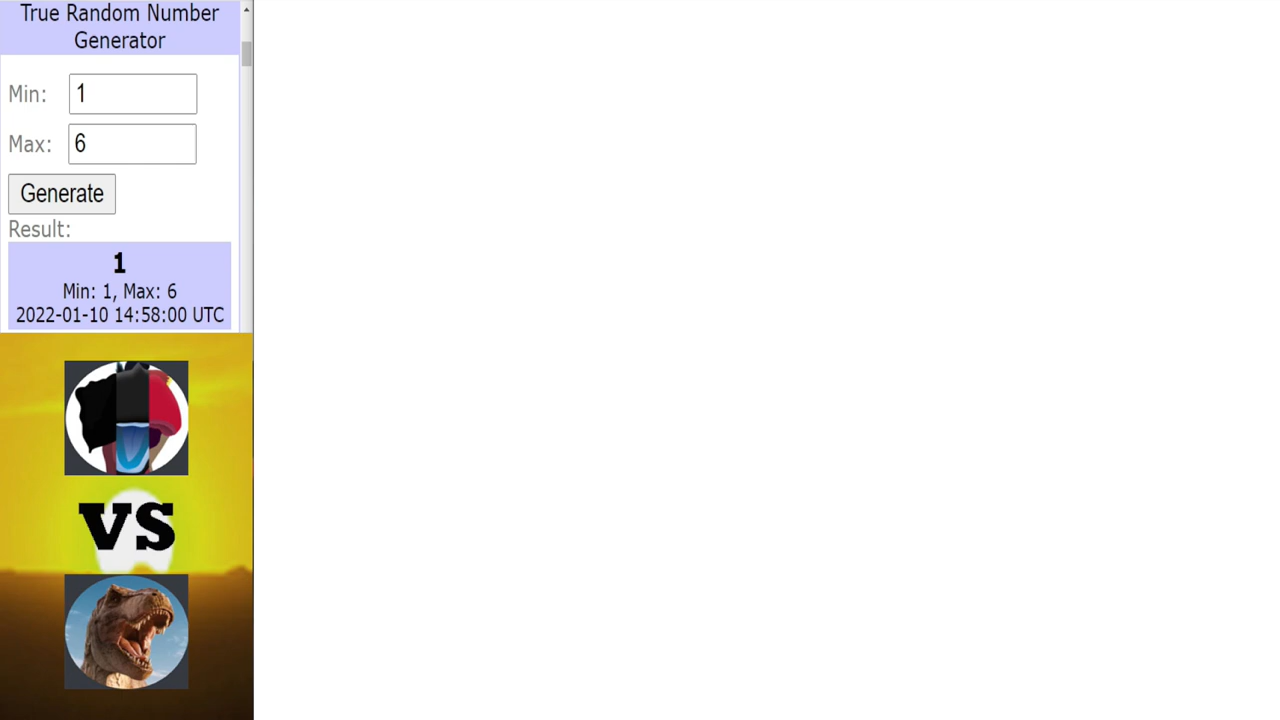 True Random Number
Generator
Min: 1
Max: 6
Generate
Result:
1
Min: 1, Max: 6
2022-01-10 14:58:00 UTC
vs